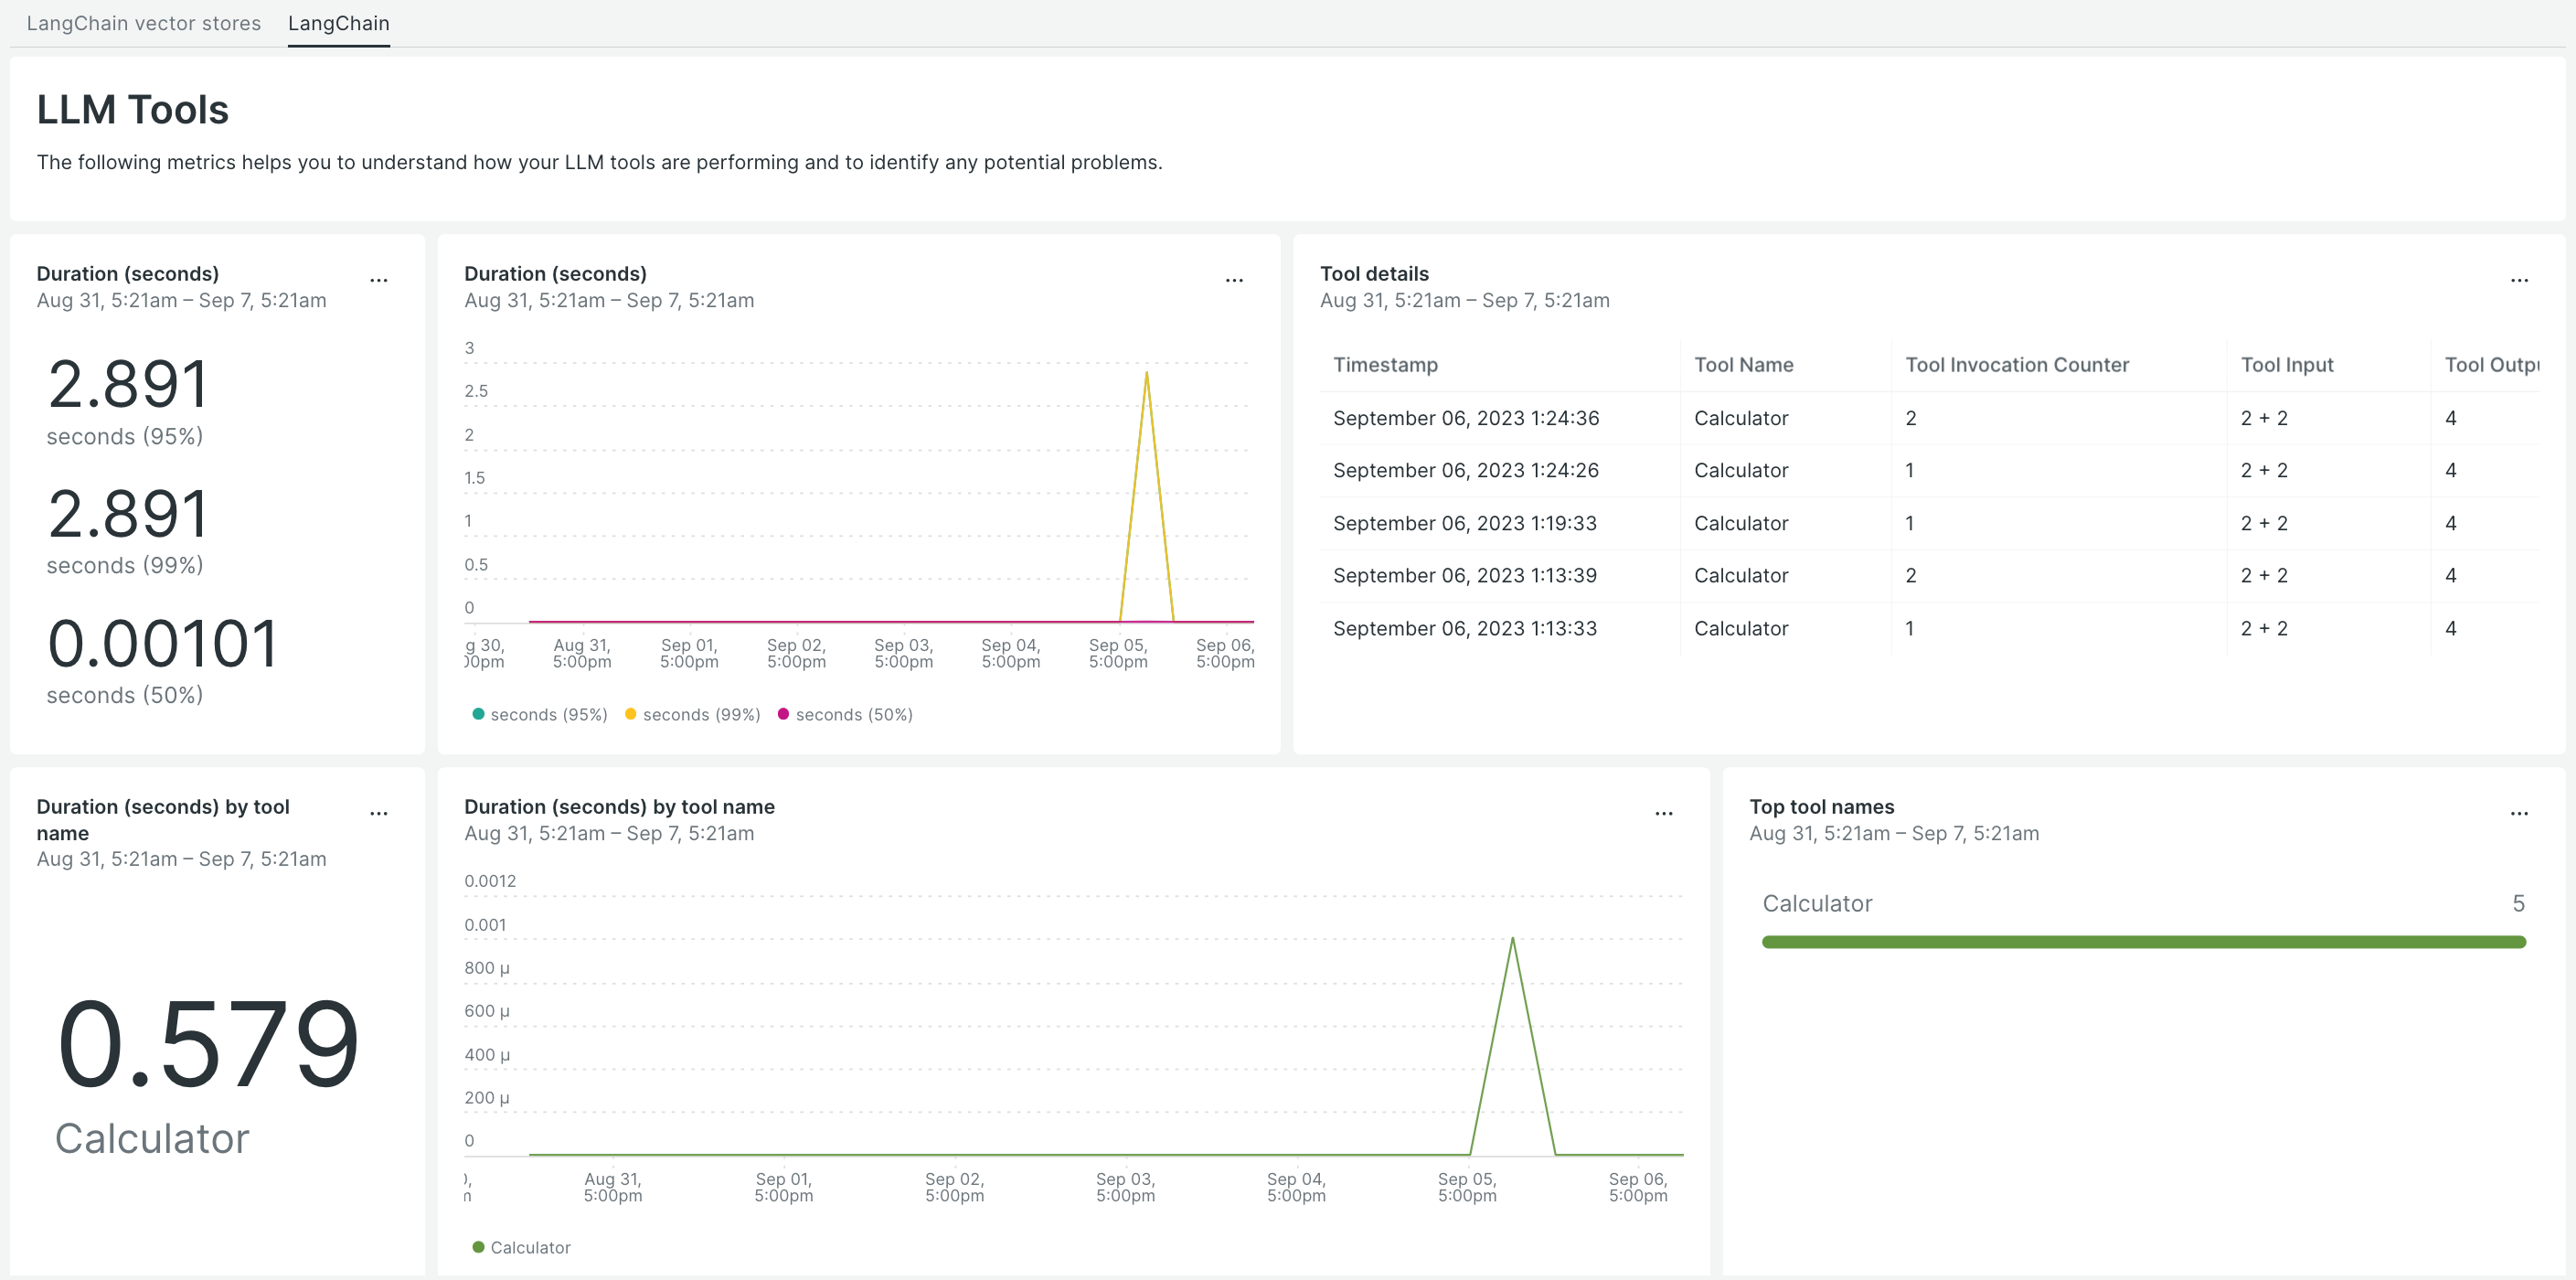 LangChain vector stores LangChain
LLM Tools
The following metrics helps you to understand how your LLM tools are performing and to identify any potential problems.
Duration (seconds) ...
Aug 31, 5:21am – Sep 7, 5:21am
2.891
seconds (95%)
2.891
seconds (99%)
0.00101
seconds (50%)
Duration (seconds) ...
Aug 31, 5:21am – Sep 7, 5:21am
3
2.5
2
1.5
1
0.5
0
g 30, Aug 31, Sep 01, Sep 02, Sep 03, Sep 04, Sep 05, Sep 06,
00pm 5:00pm 5:00pm 5:00pm 5:00pm 5:00pm 5:00pm 5:00pm
seconds (95%) seconds (99%) seconds (50%)
Tool details ...
Aug 31, 5:21am – Sep 7, 5:21am
Timestamp Tool Name Tool Invocation Counter Tool Input Tool Outp
September 06, 2023 1:24:36 Calculator 2 2 + 2 4
September 06, 2023 1:24:26 Calculator 1 2 + 2 4
September 06, 2023 1:19:33 Calculator 1 2 + 2 4
September 06, 2023 1:13:39 Calculator 2 2 + 2 4
September 06, 2023 1:13:33 Calculator 1 2 + 2 4
Duration (seconds) by tool ...
name
Aug 31, 5:21am – Sep 7, 5:21am
0.579
Calculator
Duration (seconds) by tool name ...
Aug 31, 5:21am – Sep 7, 5:21am
0.0012
0.001
800 µ
600 µ
400 µ
200 µ
0
Aug 31, Sep 01, Sep 02, Sep 03, Sep 04, Sep 05, Sep 06,
5:00pm 5:00pm 5:00pm 5:00pm 5:00pm 5:00pm 5:00pm
Calculator
Top tool names ...
Aug 31, 5:21am – Sep 7, 5:21am
Calculator 5